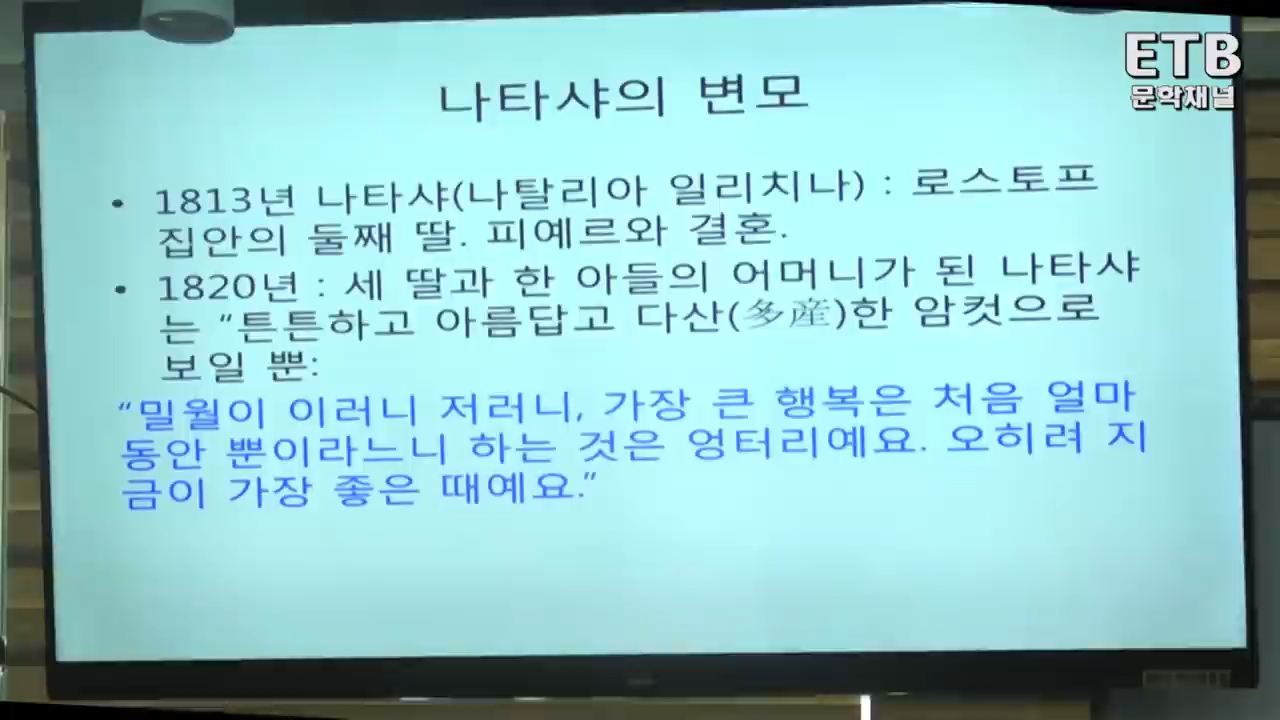 ETB
문학채널
나타샤의 변모
• 1813년 나타샤(나탈리아 일리치나) : 로스토프
집안의 둘째 딸. 피예르와 결혼.
• 1820년 : 세 딸과 한 아들의 어머니가 된 나타샤
는 “튼튼하고 아름답고 다산(多産)한 암컷으로
보일 뿐:
“밀월이 이러니 저러니, 가장 큰 행복은 처음 얼마
동안 뿐이라느니 하는 것은 엉터리예요. 오히려 지
금이 가장 좋은 때예요.”